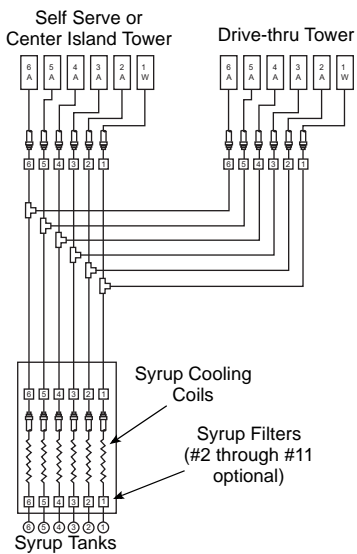 Self Serve or
Center Island Tower
Drive-thru Tower
6 A 5 A 4 A 3 A 2 A 1 W
6 A 5 A 4 A 3 A 2 A 1 W
6 5 4 3 2 1
6 5 4 3 2 1
Syrup Cooling
Coils
6 5 4 3 2 1
Syrup Filters
(#2 through #11
optional)
6 5 4 3 2 1
6 5 4 3 2 1
Syrup Tanks